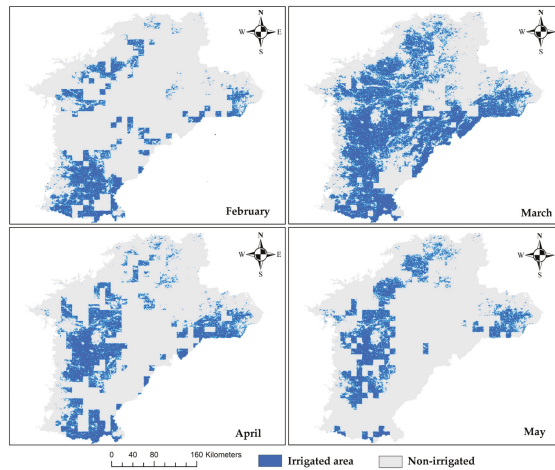 N
W E
S
February
N
W E
S
March
N
W E
S
April
N
W E
S
May
0 40 80 160 Kilometers
Irrigated area
Non-irrigated